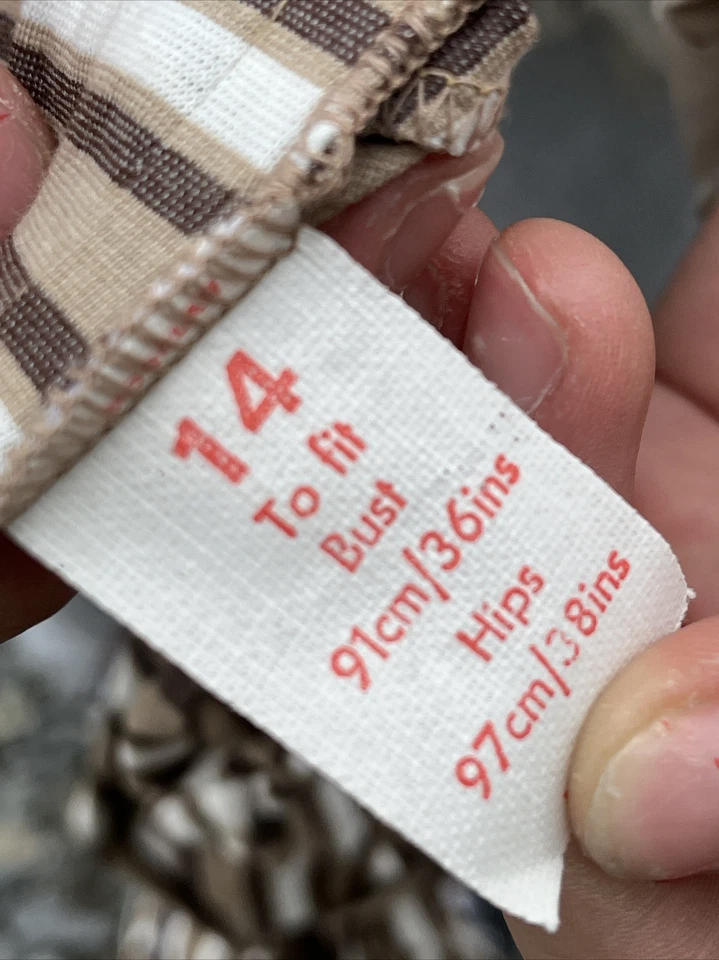 14
To fit
Bust
91cm/36ins
Hips
97cm/38ins